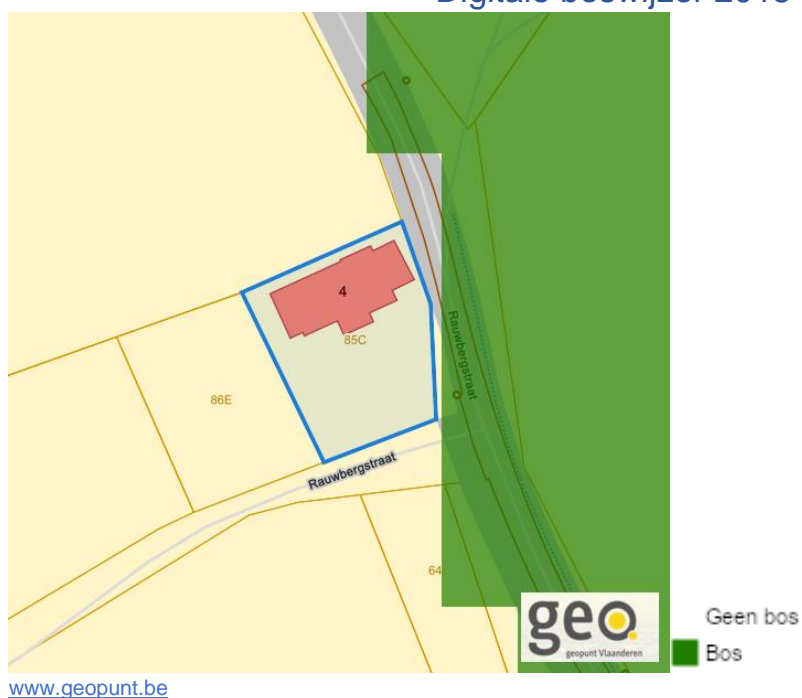 4
85C
86E
Rauwbergstraat
Rauwbergstraat
64
geo
geopunt Vlaanderen
Geen bos
Bos
www.geopunt.be